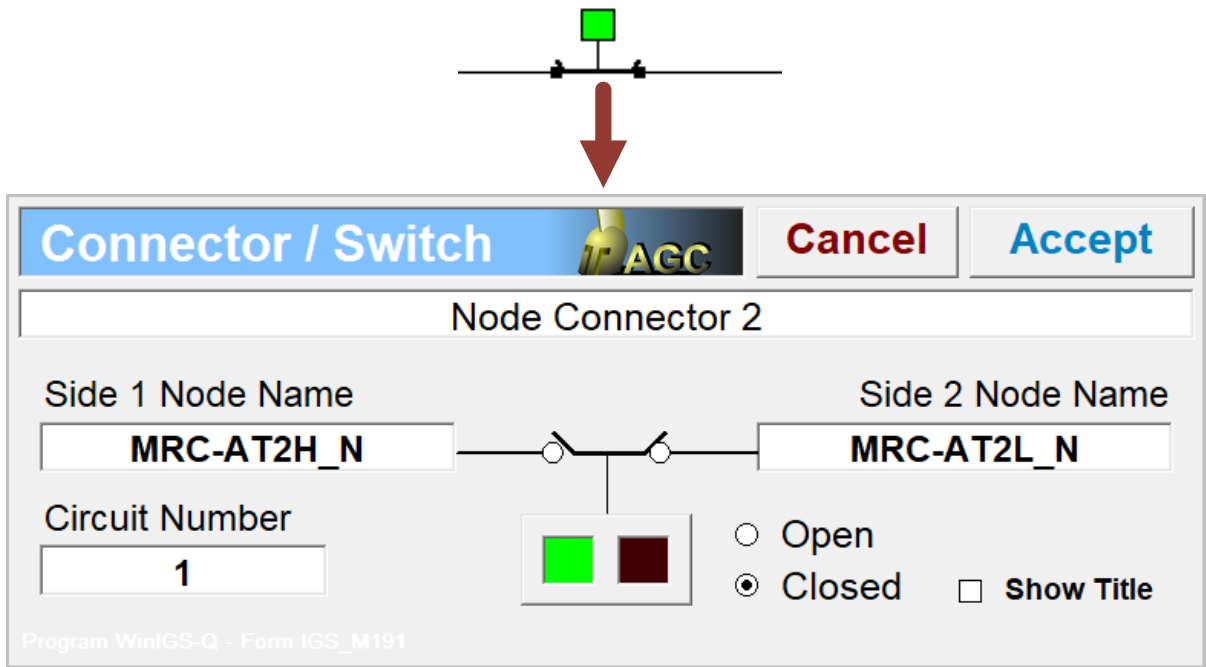 Connector / Switch
AGC
Cancel
Accept
Node Connector 2
Side 1 Node Name
Side 2 Node Name
MRC-AT2H_N
MRC-AT2L_N
Circuit Number
1
Open
Closed
Show Title
Program WinIGS-Q - Form IGS_M191